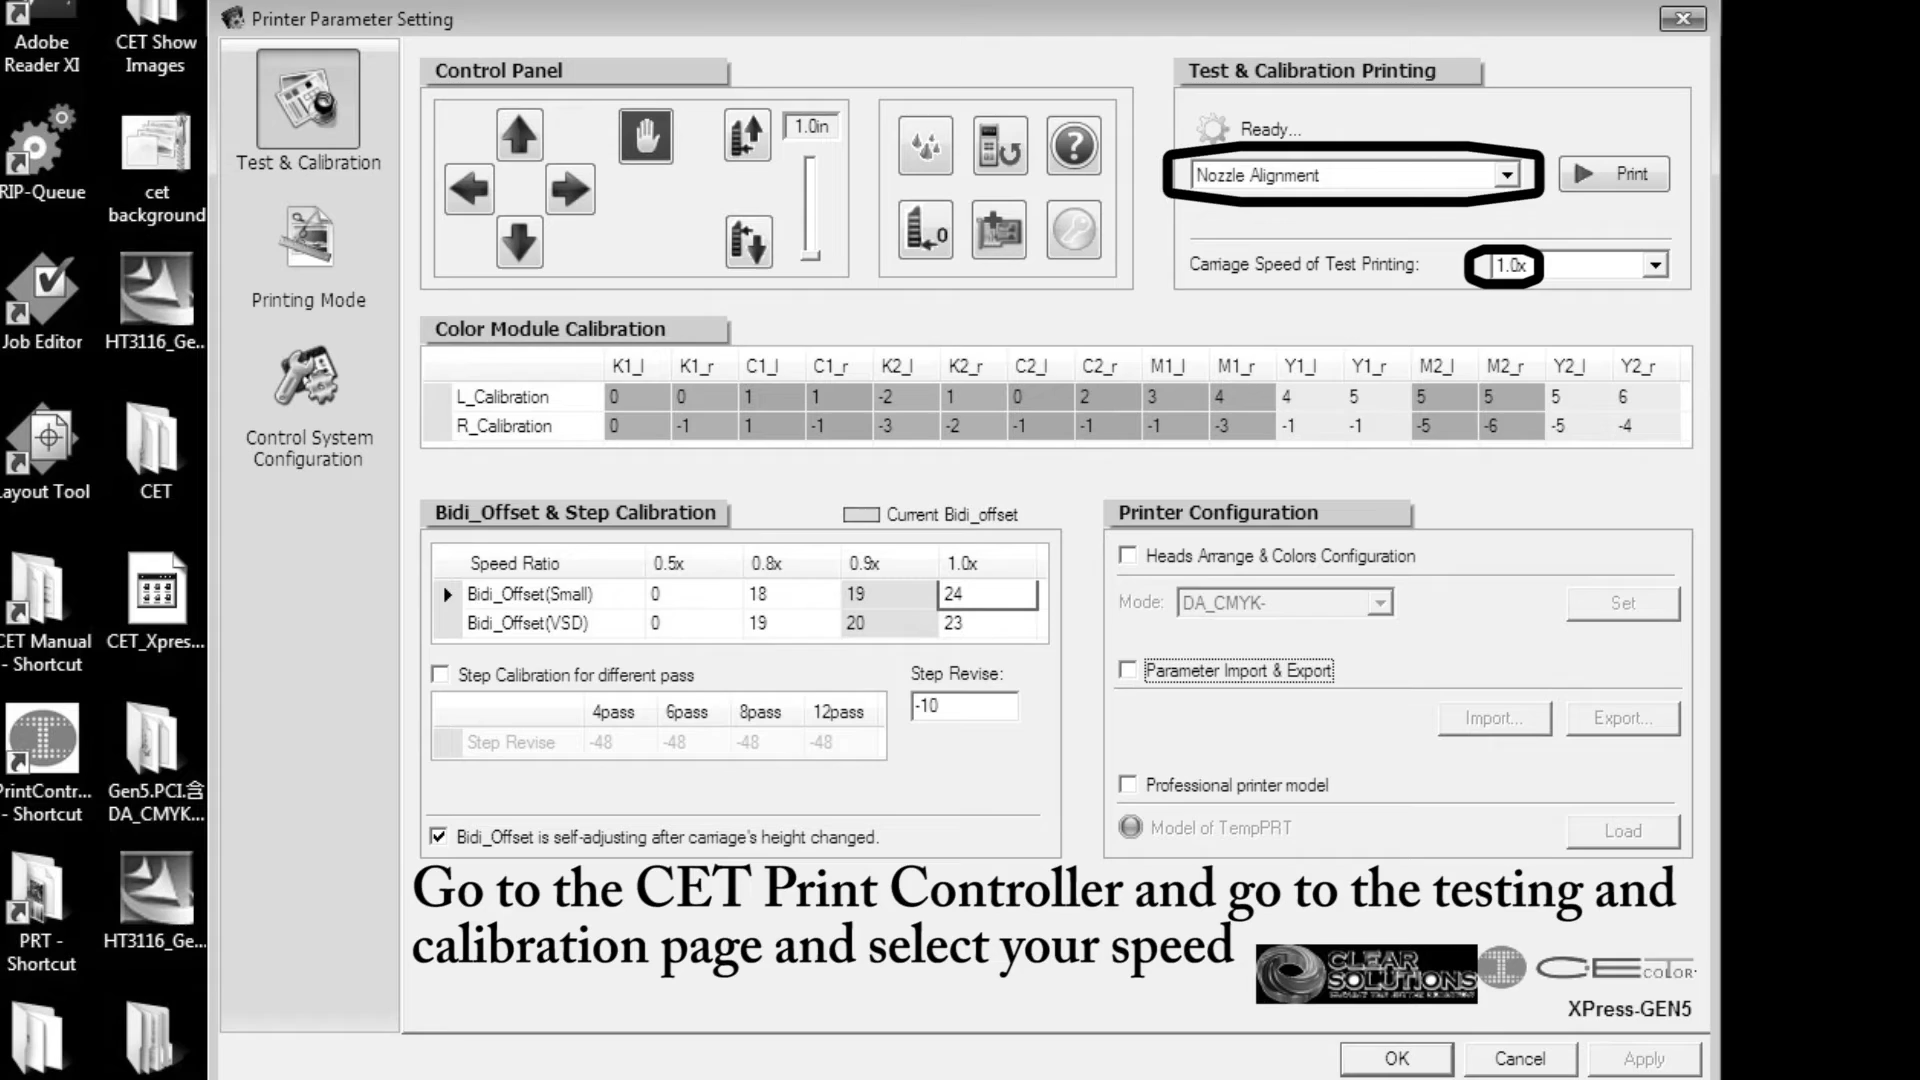 Printer Parameter Setting
Adobe
Reader XI
CET Show
Images
RIP-Queue
cet
background
Job Editor
HT3116_Ge...
ayout Tool
CET
CET Manual
- Shortcut
CET_Xpres...
PrintContr...
- Shortcut
Gen5.PCI.含
DA_CMYK...
PRT -
Shortcut
HT3116_Ge...
Test & Calibration
Printing Mode
Control System
Configuration
Control Panel
1.0in
0
Test & Calibration Printing
Ready...
Nozzle Alignment
Print
Carriage Speed of Test Printing: 1.0x
Color Module Calibration
K1_l K1_r C1_l C1_r K2_l K2_r C2_l C2_r M1_l M1_r Y1_l Y1_r M2_l M2_r Y2_l Y2_r
L_Calibration 0 0 1 1 -2 1 0 2 3 4 4 5 5 5 5 6
R_Calibration 0 -1 1 -1 -3 -2 -1 -1 -1 -3 -1 -1 -5 -6 -5 -4
Bidi_Offset & Step Calibration
Current Bidi_offset
Speed Ratio 0.5x 0.8x 0.9x 1.0x
Bidi_Offset(Small) 0 18 19 24
Bidi_Offset(VSD) 0 19 20 23
Step Calibration for different pass
Step Revise:
-10
4pass 6pass 8pass 12pass
Step Revise -48 -48 -48 -48
Bidi_Offset is self-adjusting after carriage's height changed.
Printer Configuration
Heads Arrange & Colors Configuration
Mode: DA_CMYK-
Set
Parameter Import & Export
Import... Export...
Professional printer model
Model of TempPRT
Load
Go to the CET Print Controller and go to the testing and
calibration page and select your speed
CLEAR
SOLUTIONS
CET
COLOR
XPress-GEN5
OK Cancel Apply